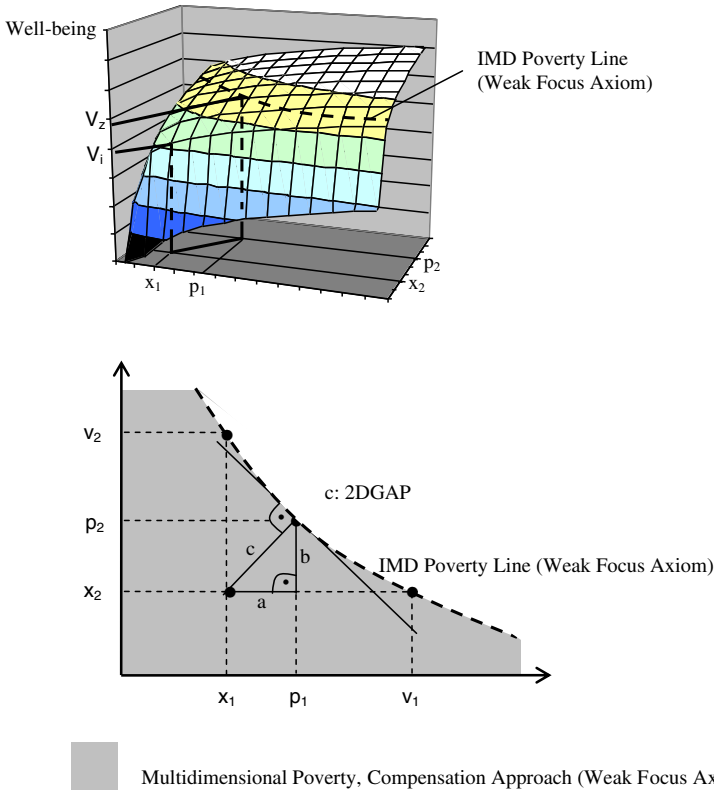 Well-being
IMD Poverty Line
(Weak Focus Axiom)
Vz
Vi
p2
x2
x1
p1
v2
c: 2DGAP
p2
c
b
IMD Poverty Line (Weak Focus Axiom)
x2
a
x1
p1
v1
Multidimensional Poverty, Compensation Approach (Weak Focus Ax